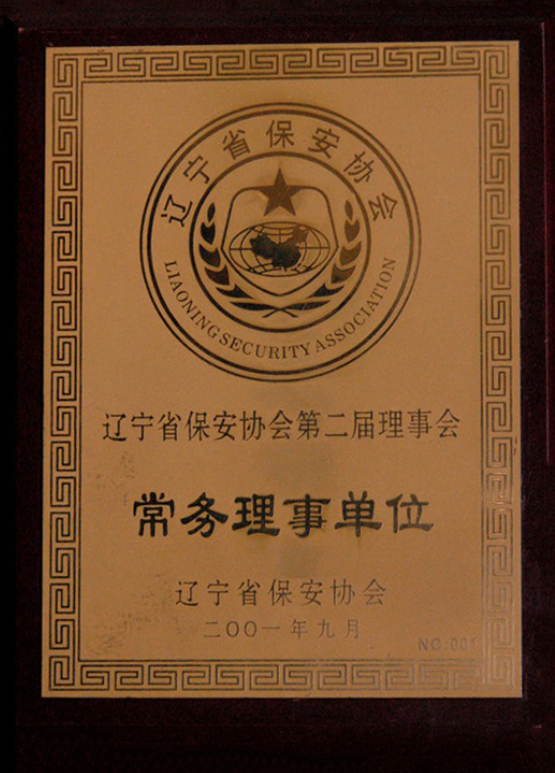 辽宁省保安协会
LIAONING SECURITY ASSOCIATION
辽宁省保安协会第二届理事会
常务理事单位
辽宁省保安协会
二〇〇一年九月